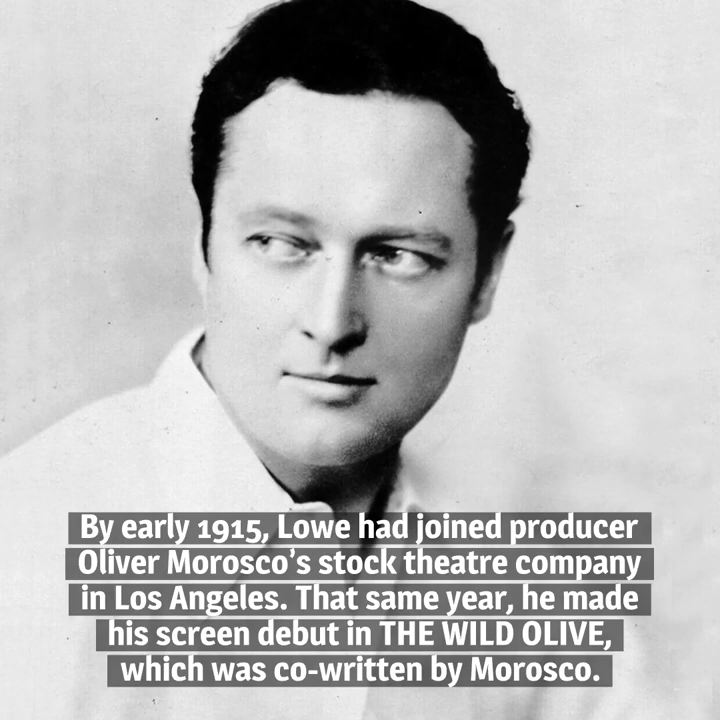 By early 1915, Lowe had joined producer
Oliver Morosco’s stock theatre company
in Los Angeles. That same year, he made
his screen debut in THE WILD OLIVE,
which was co-written by Morosco.